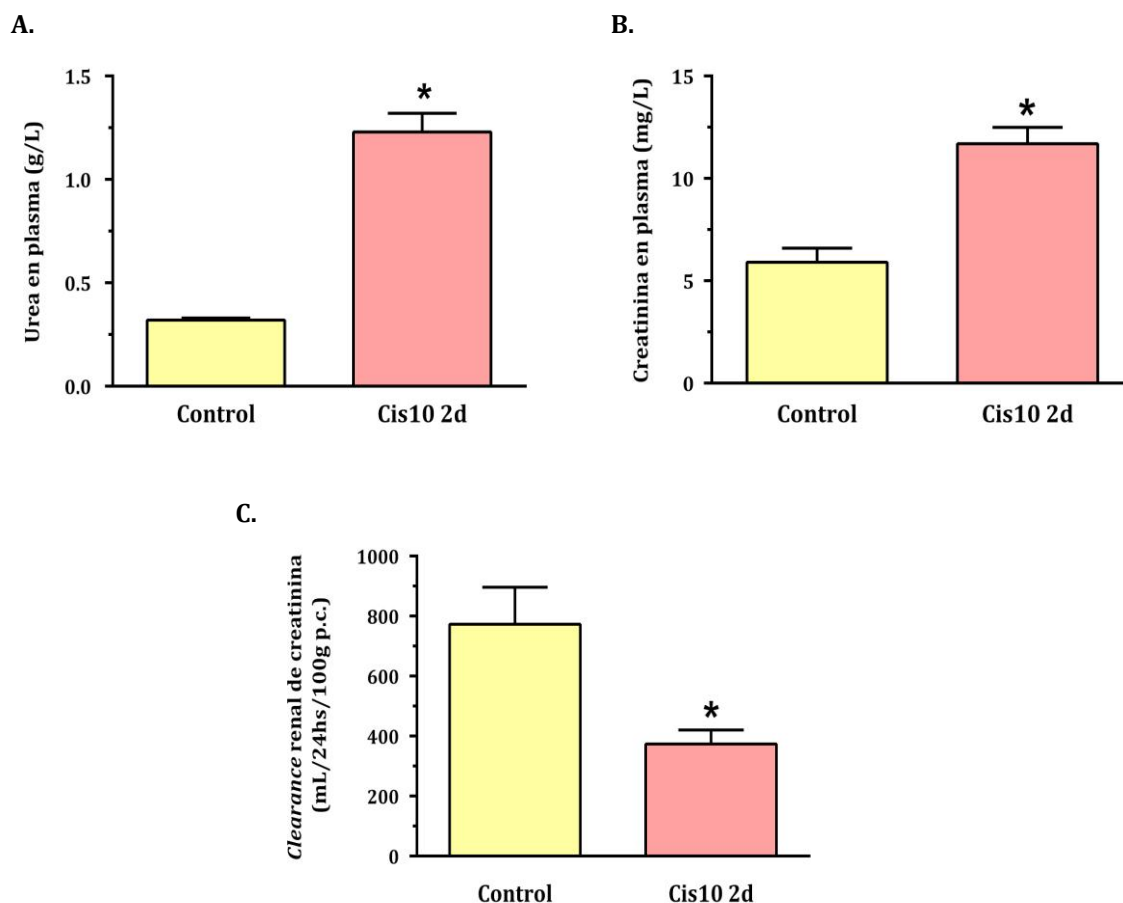 A.
Urea en plasma (g/L)
1.5
1.0
0.5
0.0
*
Control
Cis10 2d
B.
Creatinina en plasma (mg/L)
15
10
5
0
*
Control
Cis10 2d
C.
Clearance renal de creatinina
(mL/24hs/100g p.c.)
1000
800
600
400
200
0
*
Control
Cis10 2d